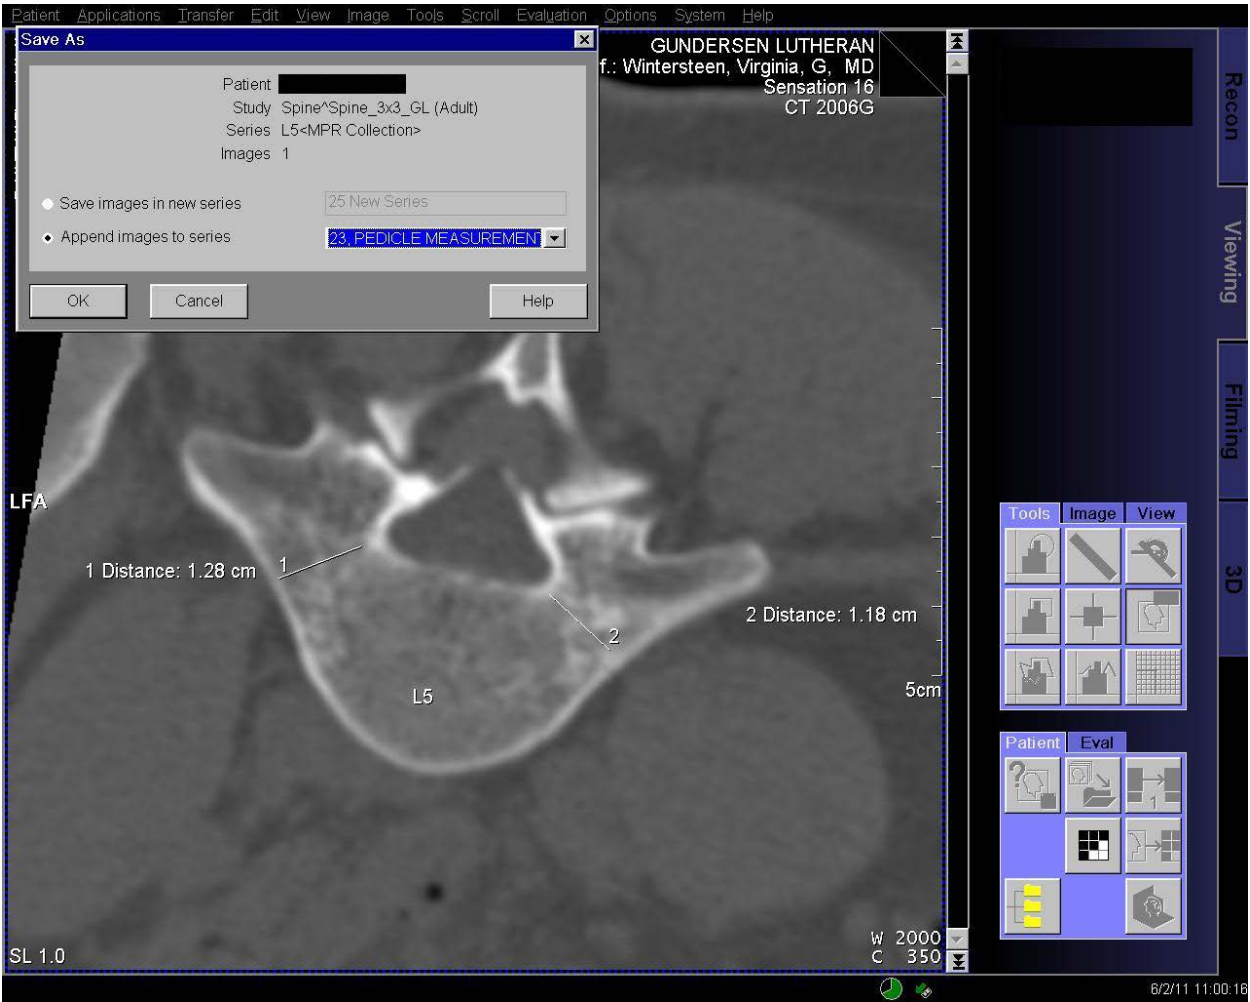 Patient Applications Transfer Edit View Image Tools Scroll Evaluation Options System Help
Save As
Patient
Study Spine^Spine_3x3_GL (Adult)
Series L5<MPR Collection>
Images 1
Save images in new series 25 New Series
Append images to series 23, PEDICLE MEASUREMENT
OK Cancel Help
GUNDERSEN LUTHERAN
f.: Wintersteen, Virginia, G, MD
Sensation 16
CT 2006G
Recon
Viewing
Filming
3D
LFA
1
1 Distance: 1.28 cm
2
2 Distance: 1.18 cm
L5
5cm
Tools Image View
Patient Eval
?
1
W 2000
C 350
SL 1.0
6/2/11 11:00:16